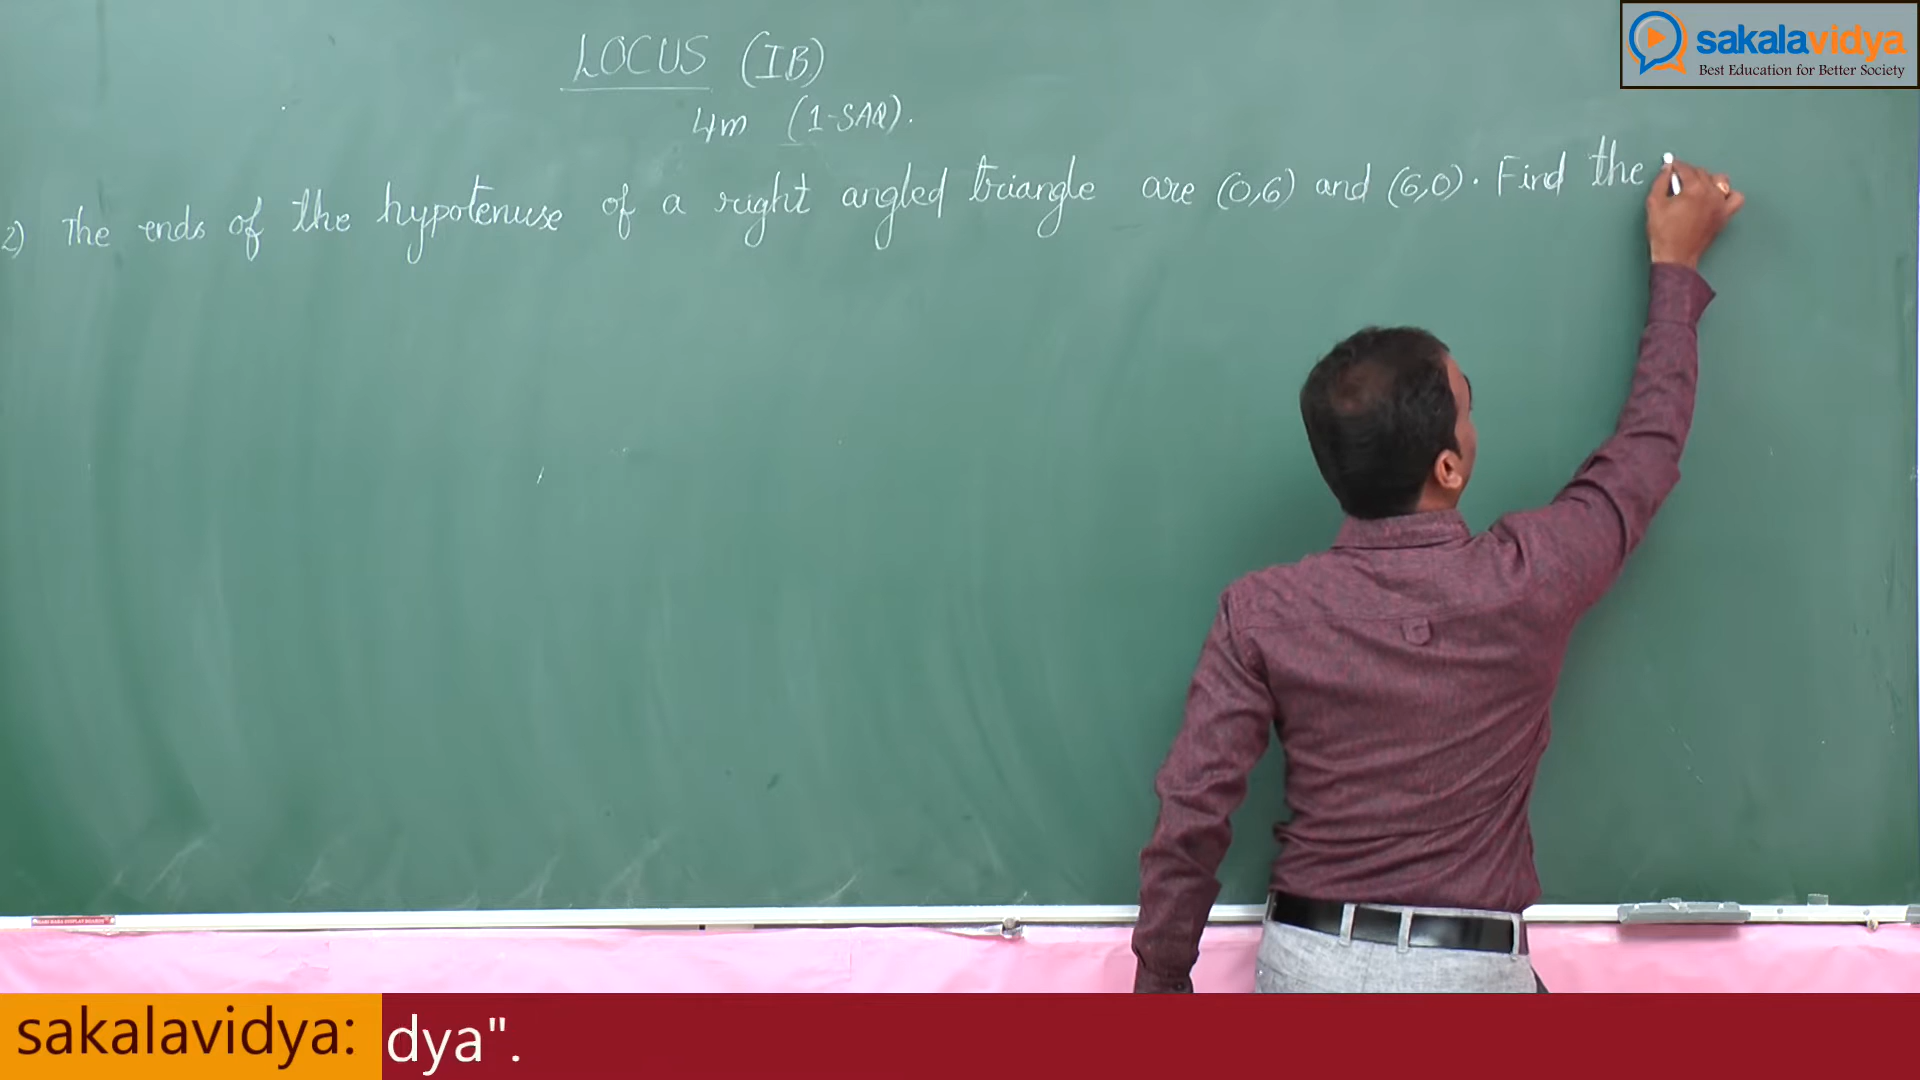 sakalavidya
Best Education for Better Society
LOCUS (IB)
4m (1-SAQ).
2) The ends of the hypotenuse of a right angled triangle are (0,6) and (6,0). Find the
sakalavidya: dya".